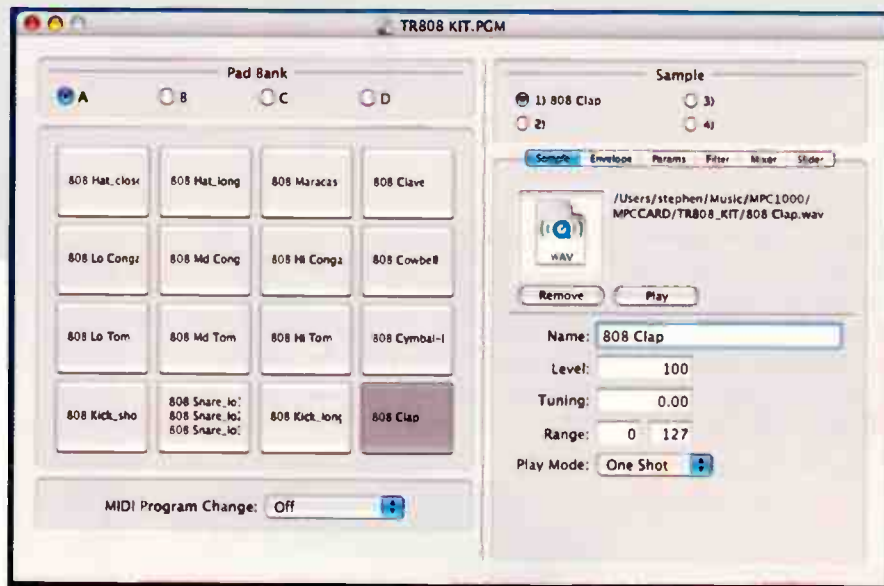 TR808 KIT.PGM
Pad Bank
A B C D
808 Hat_close 808 Hat_long 808 Maracas 808 Clave
808 Lo Conga 808 Md Cong 808 Hi Conga 808 Cowbell
808 Lo Tom 808 Md Tom 808 Hi Tom 808 Cymbal-l
808 Kick_sho 808 Snare_lo 808 Kick_long 808 Clap
808 Snare_lo
808 Snare_lo
MIDI Program Change: Off
Sample
1) 808 Clap 3)
2) 4)
Sample Envelope Params Filter Mixer Slider
/Users/stephen/Music/MPC1000/
MPCCARD/TR808_KIT/808 Clap.wav
WAV
Remove Play
Name: 808 Clap
Level: 100
Tuning: 0.00
Range: 0 127
Play Mode: One Shot